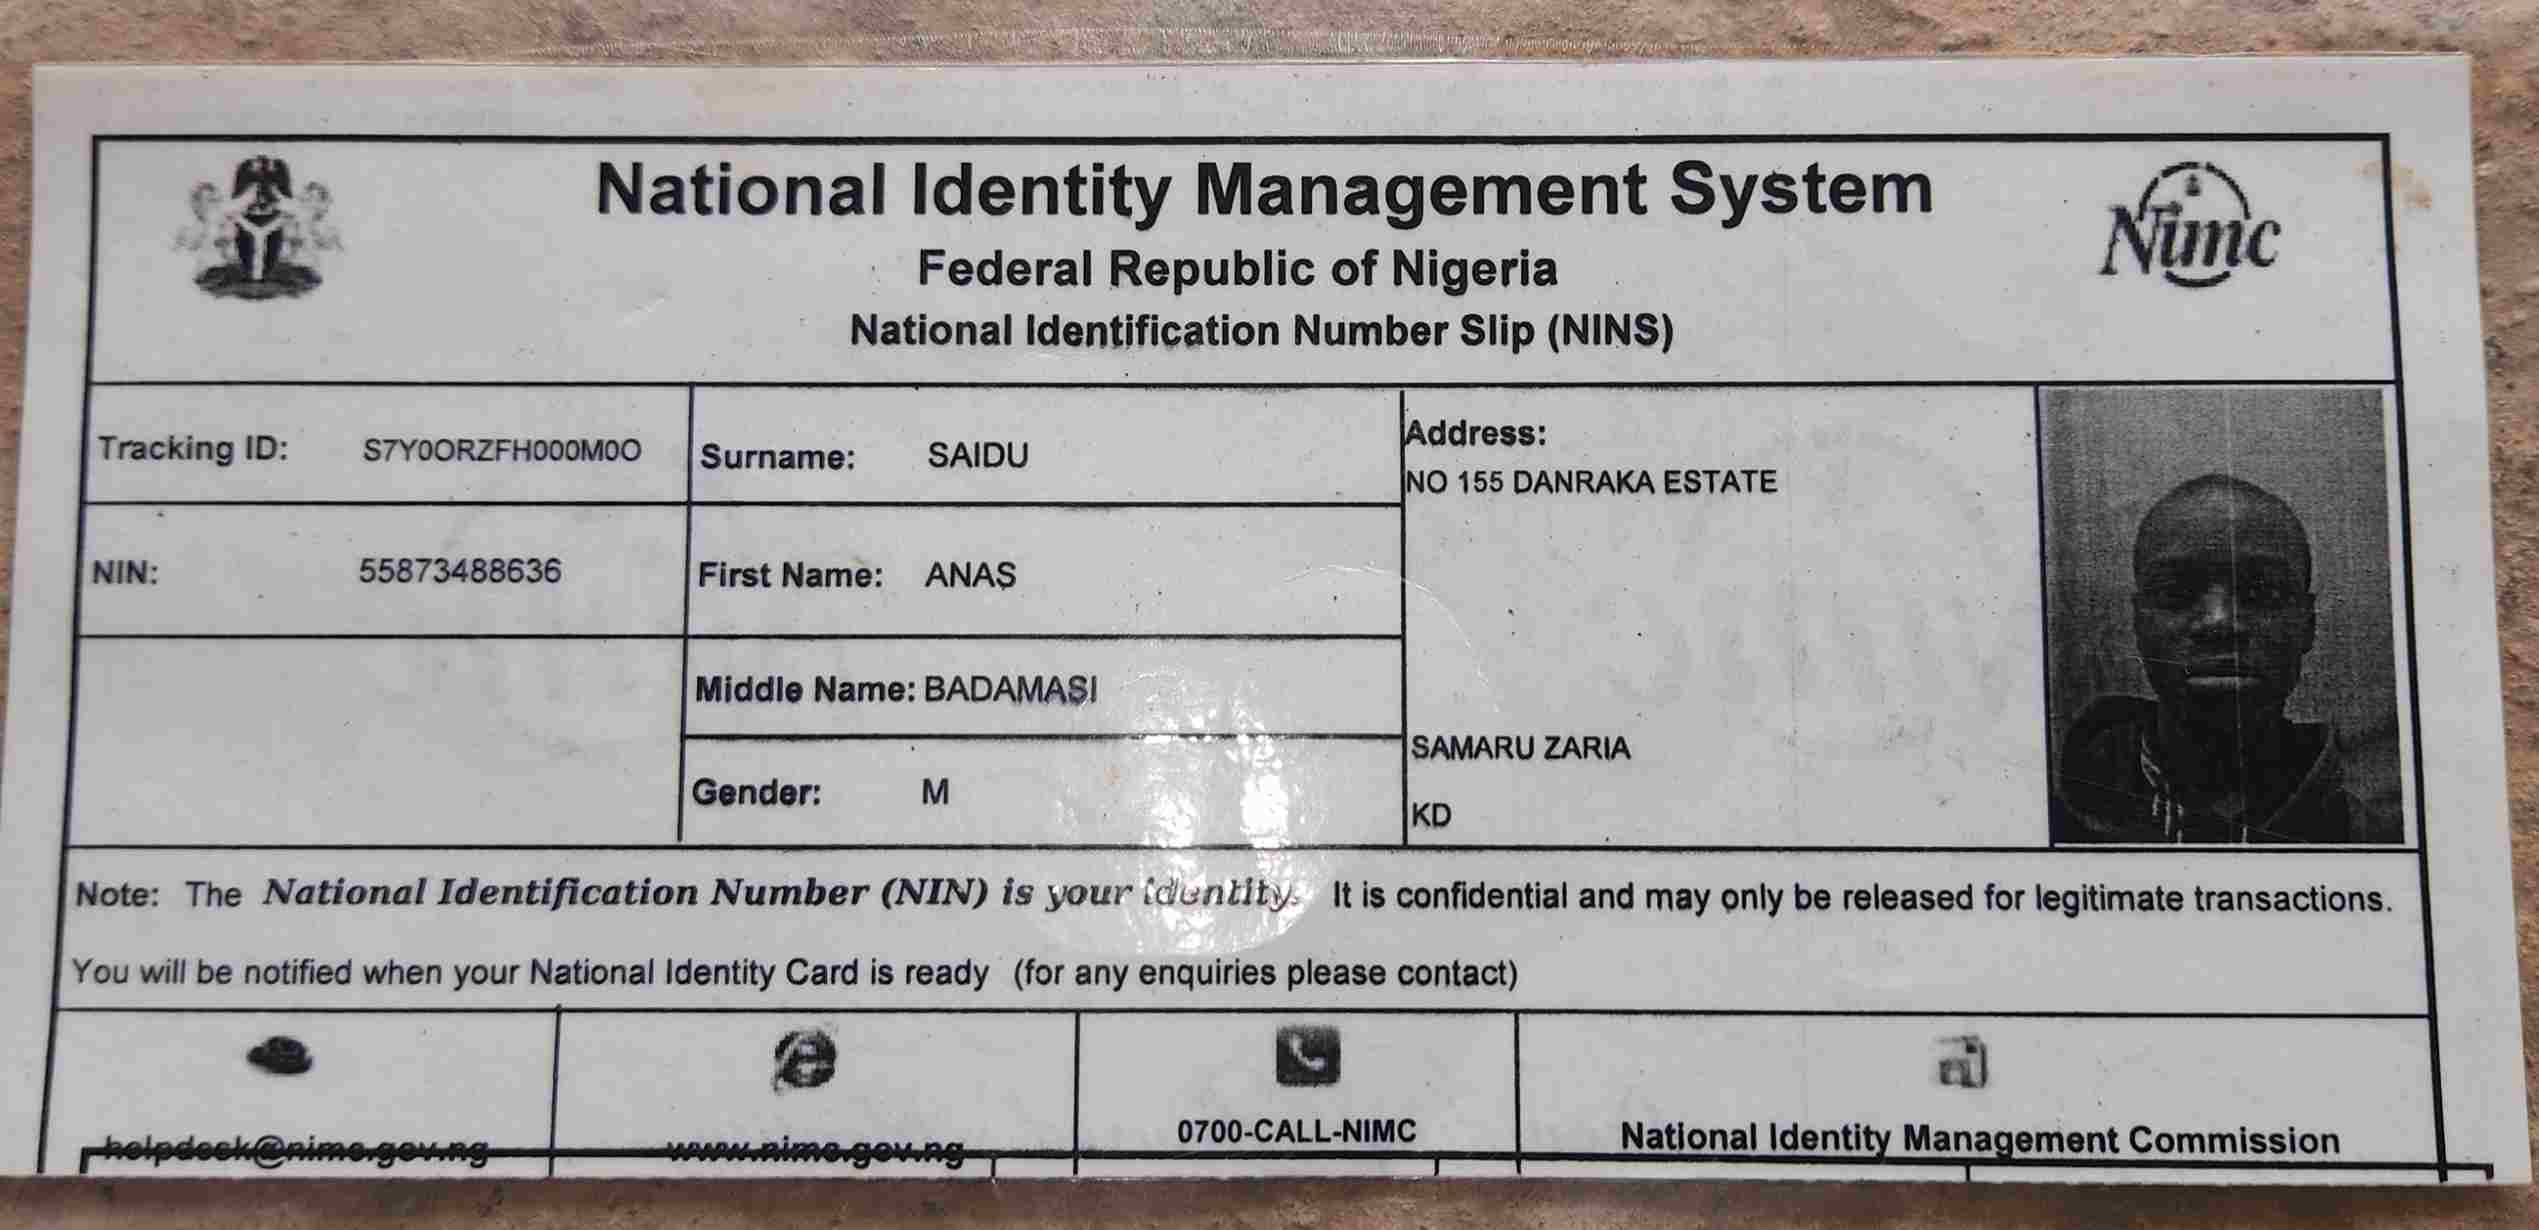 National Identity Management System
Federal Republic of Nigeria
National Identification Number Slip (NINS)
Nimc
Tracking ID: S7Y0ORZFH000M0O
Surname: SAIDU
Address:
NO 155 DANRAKA ESTATE
NIN: 55873488636
First Name: ANAS
Middle Name: BADAMASI
SAMARU ZARIA
Gender: M
KD
Note: The National Identification Number (NIN) is your identity. It is confidential and may only be released for legitimate transactions.
You will be notified when your National Identity Card is ready (for any enquiries please contact)
helpdesk@nimc.gov.ng
www.nimc.gov.ng
0700-CALL-NIMC
National Identity Management Commission